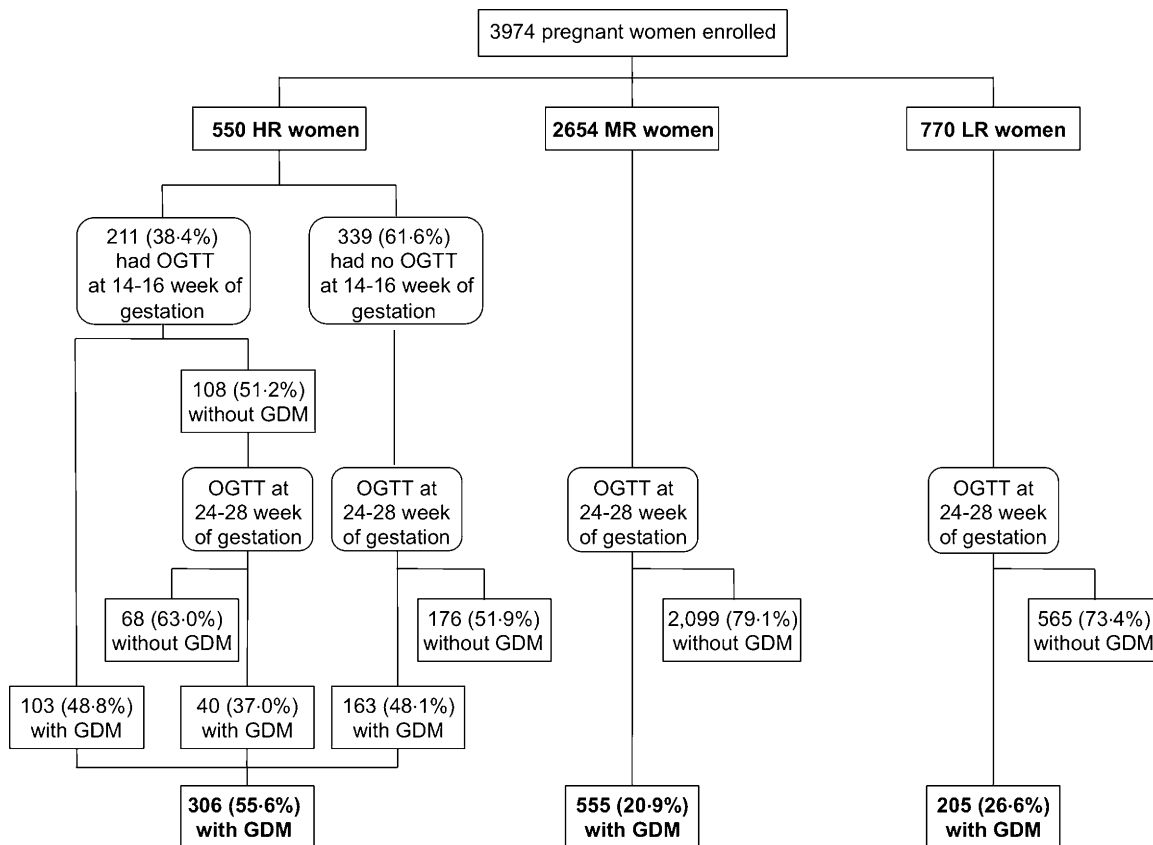 3974 pregnant women enrolled
550 HR women
2654 MR women
770 LR women
211 (38·4%)
had OGTT
at 14-16 week of
gestation
339 (61·6%)
had no OGTT
at 14-16 week of
gestation
108 (51·2%)
without GDM
OGTT at
24-28 week
of gestation
OGTT at
24-28 week
of gestation
OGTT at
24-28 week
of gestation
OGTT at
24-28 week
of gestation
68 (63·0%)
without GDM
176 (51·9%)
without GDM
2,099 (79·1%)
without GDM
565 (73·4%)
without GDM
103 (48·8%)
with GDM
40 (37·0%)
with GDM
163 (48·1%)
with GDM
306 (55·6%)
with GDM
555 (20·9%)
with GDM
205 (26·6%)
with GDM